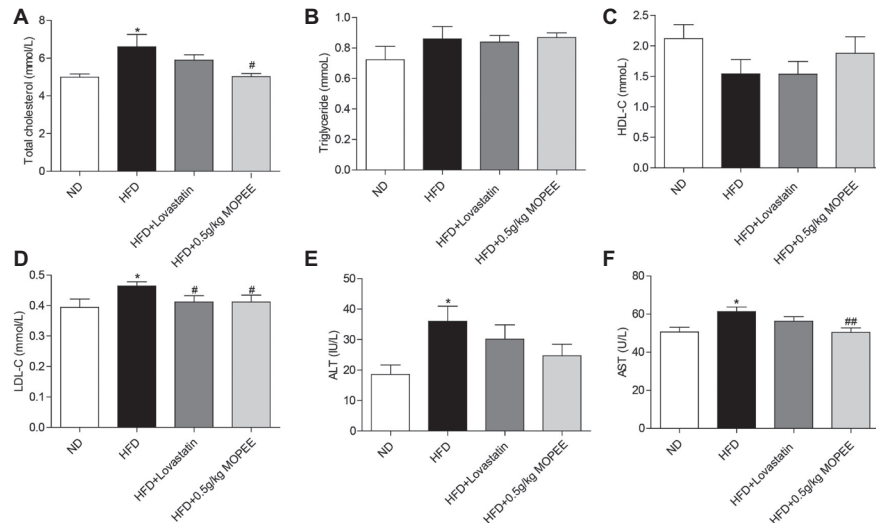 A
Total cholesterol (mmol/L)
8
6
4
2
0
*
#
ND
HFD
HFD+Lovastatin
HFD+0.5g/kg MOPEE
B
Triglyceride (mmoL)
1.0
0.8
0.6
0.4
0.2
0.0
ND
HFD
HFD+Lovastatin
HFD+0.5g/kg MOPEE
C
HDL-C (mmoL)
2.5
2.0
1.5
1.0
0.5
0.0
ND
HFD
HFD+Lovastatin
HFD+0.5g/kg MOPEE
D
LDL-C (mmol/L)
0.5
0.4
0.3
0.2
0.1
0.0
*
#
#
ND
HFD
HFD+Lovastatin
HFD+0.5g/kg MOPEE
E
ALT (IU/L)
50
40
30
20
10
0
*
ND
HFD
HFD+Lovastatin
HFD+0.5g/kg MOPEE
F
AST (U/L)
80
60
40
20
0
*
##
ND
HFD
HFD+Lovastatin
HFD+0.5g/kg MOPEE